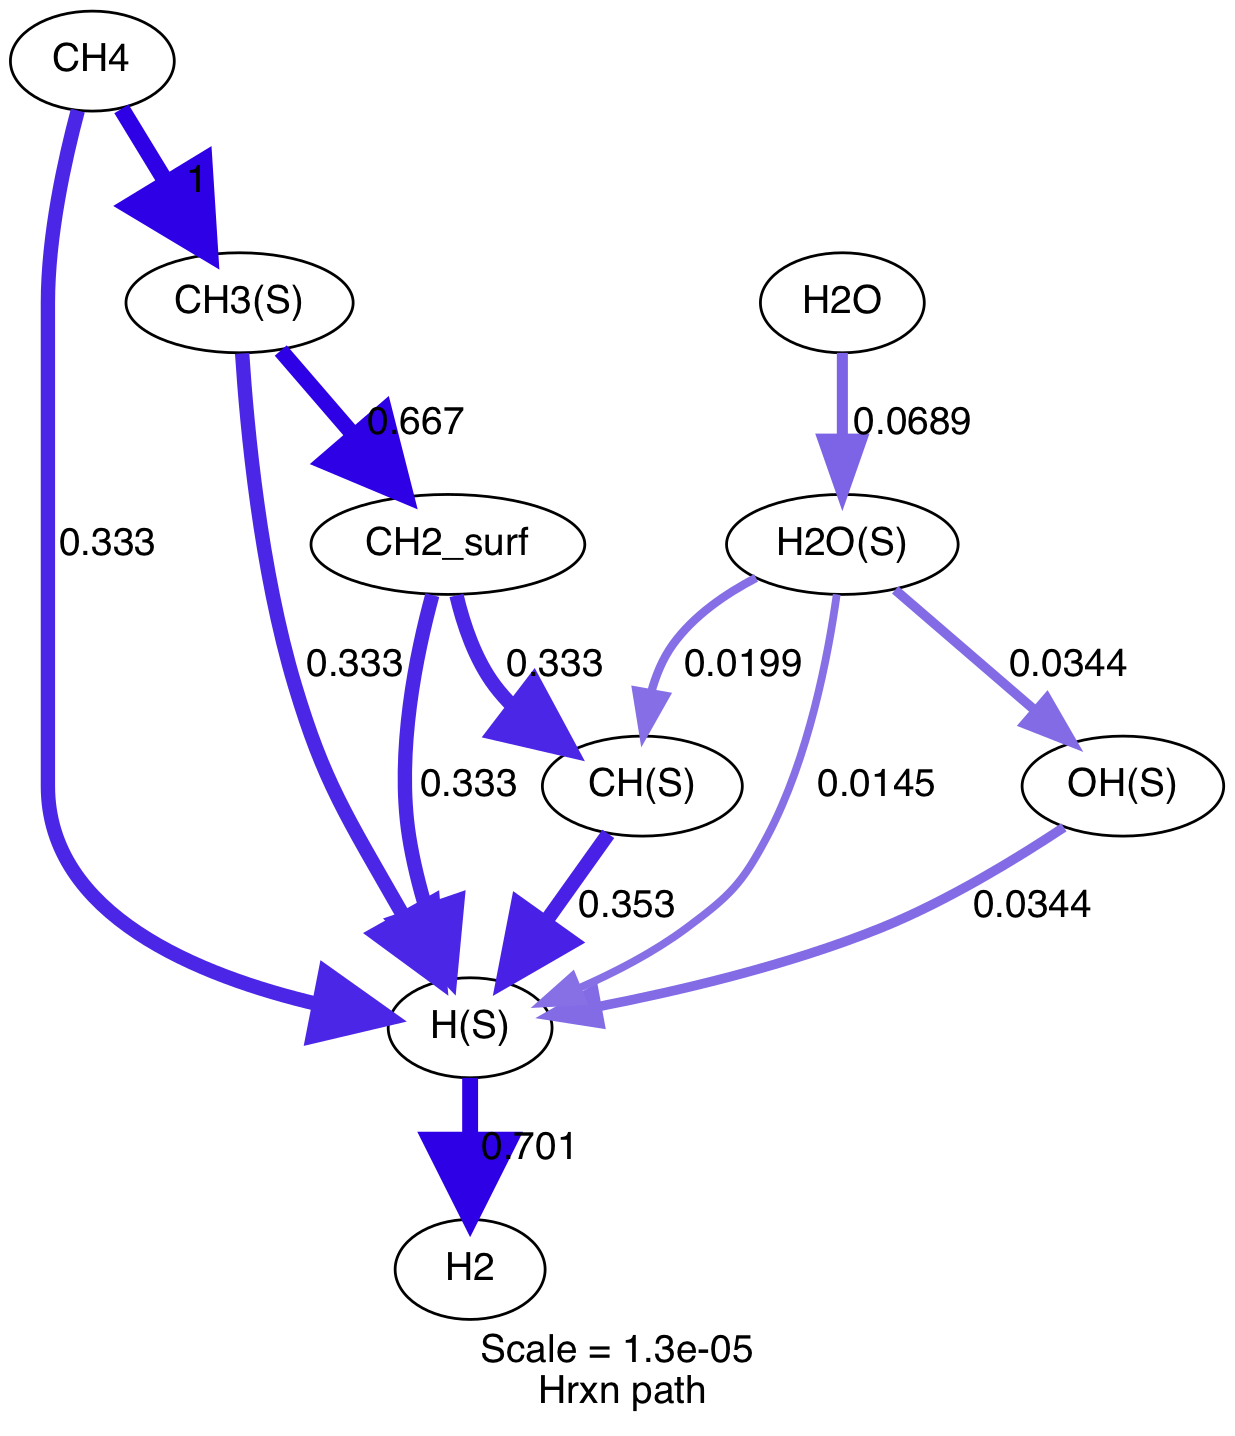 CH4
1
CH3(S)
H2O
0.667
0.0689
0.333
CH2_surf
H2O(S)
0.333
0.333
0.0199
0.0344
0.333
CH(S)
0.0145
OH(S)
0.353
0.0344
H(S)
0.701
H2
Scale = 1.3e-05
Hrxn path